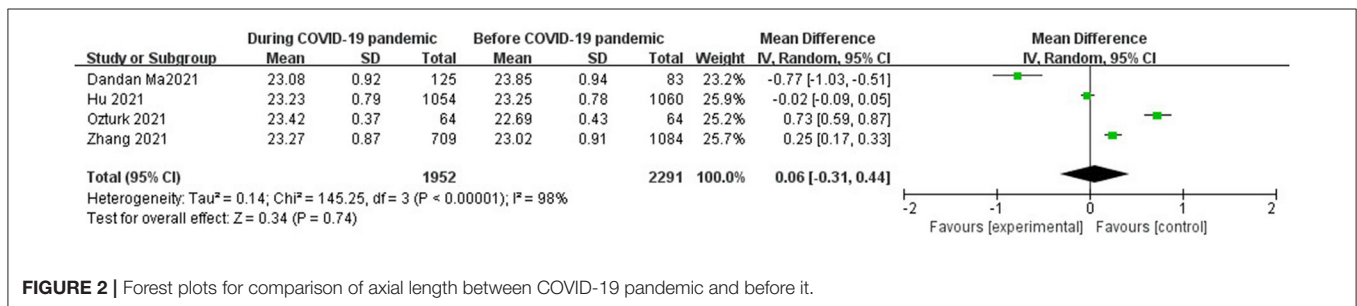 During COVID-19 pandemic Before COVID-19 pandemic Mean Difference Mean Difference
Study or Subgroup Mean SD Total Mean SD Total Weight IV, Random, 95% CI IV, Random, 95% CI
Dandan Ma2021 23.08 0.92 125 23.85 0.94 83 23.2% -0.77 [-1.03, -0.51]
Hu 2021 23.23 0.79 1054 23.25 0.78 1060 25.9% -0.02 [-0.09, 0.05]
Ozturk 2021 23.42 0.37 64 22.69 0.43 64 25.2% 0.73 [0.59, 0.87]
Zhang 2021 23.27 0.87 709 23.02 0.91 1084 25.7% 0.25 [0.17, 0.33]
Total (95% CI) 1952 2291 100.0% 0.06 [-0.31, 0.44]
Heterogeneity: Tau² = 0.14; Chi² = 145.25, df = 3 (P < 0.00001); I² = 98%
Test for overall effect: Z = 0.34 (P = 0.74)
-2 -1 0 1 2
Favours [experimental] Favours [control]
FIGURE 2 | Forest plots for comparison of axial length between COVID-19 pandemic and before it.